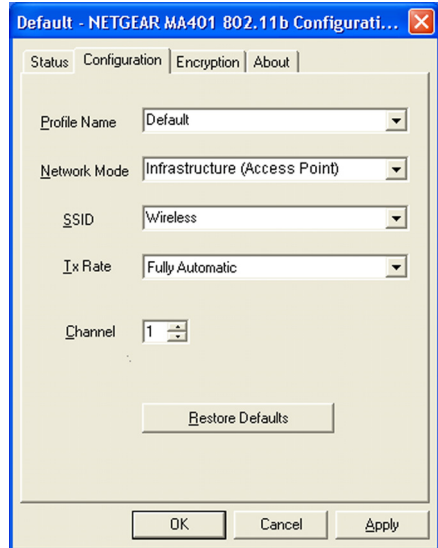 Default - NETGEAR MA401 802.11b Configurati...
Status Configuration Encryption About
Profile Name Default
Network Mode Infrastructure (Access Point)
SSID Wireless
Tx Rate Fully Automatic
Channel 1
Restore Defaults
OK Cancel Apply